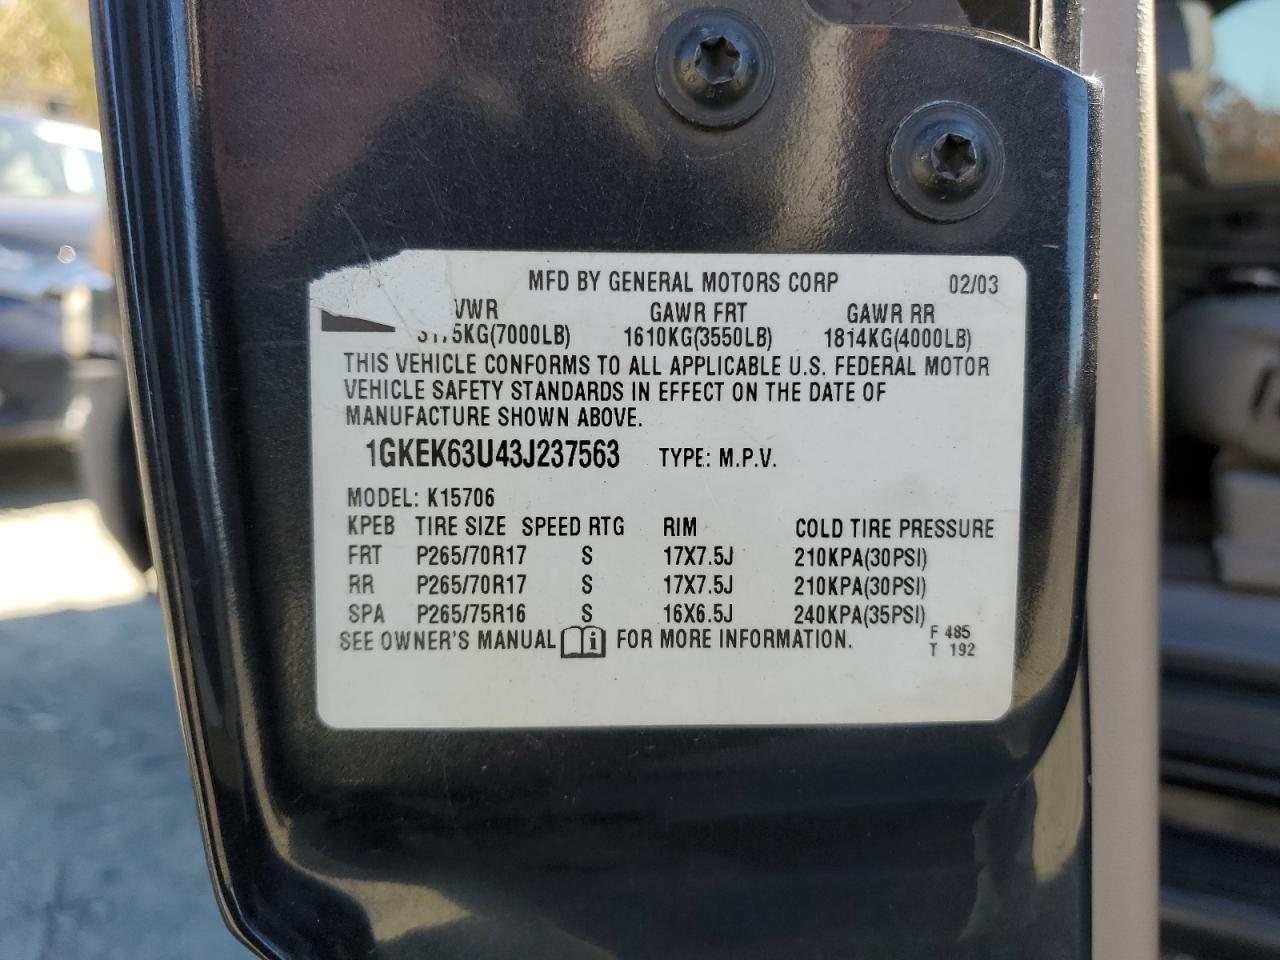 MFD BY GENERAL MOTORS CORP 02/03
VWR GAWR FRT GAWR RR
3175KG(7000LB) 1610KG(3550LB) 1814KG(4000LB)
THIS VEHICLE CONFORMS TO ALL APPLICABLE U.S. FEDERAL MOTOR
VEHICLE SAFETY STANDARDS IN EFFECT ON THE DATE OF
MANUFACTURE SHOWN ABOVE.
1GKEK63U43J237563 TYPE: M.P.V.
MODEL: K15706
KPEB TIRE SIZE SPEED RTG RIM COLD TIRE PRESSURE
FRT P265/70R17 S 17X7.5J 210KPA(30PSI)
RR P265/70R17 S 17X7.5J 210KPA(30PSI)
SPA P265/75R16 S 16X6.5J 240KPA(35PSI)
SEE OWNER'S MANUAL i FOR MORE INFORMATION. F 485
T 192